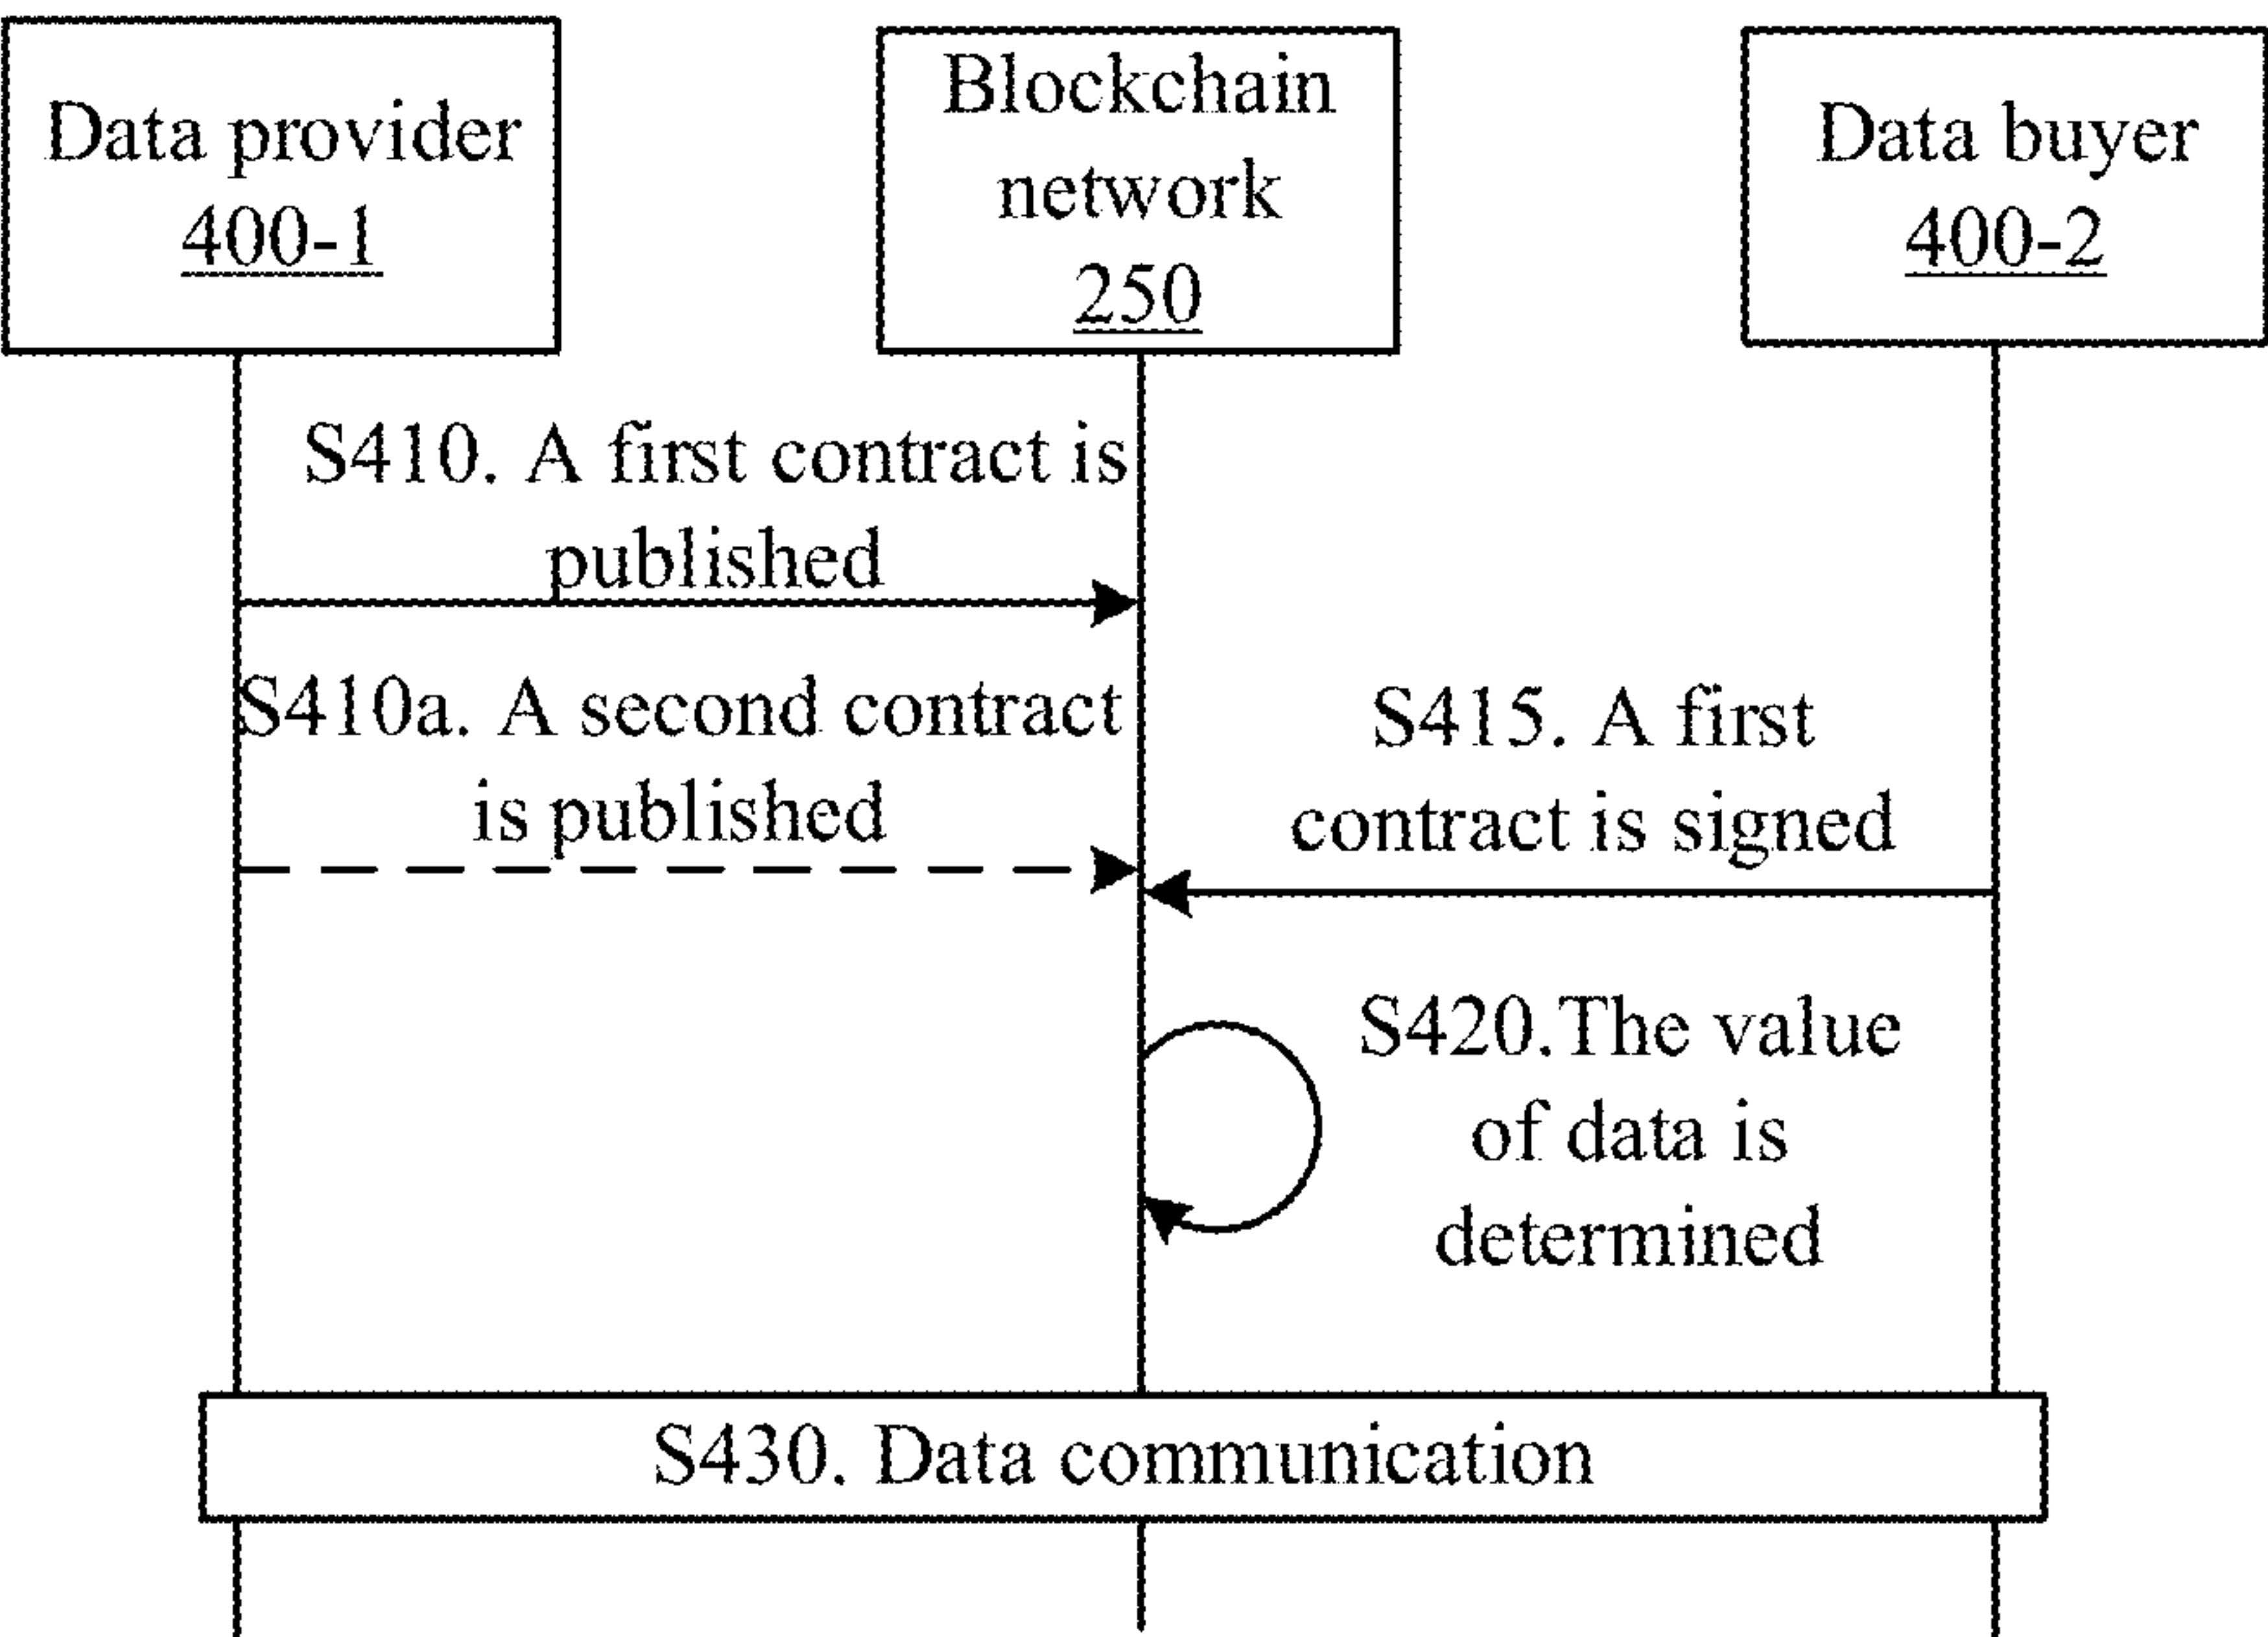 Data provider
400-1
Blockchain
network
250
Data buyer
400-2
S410. A first contract is
published
S410a. A second contract
is published
S415. A first
contract is signed
S420.The value
of data is
determined
S430. Data communication